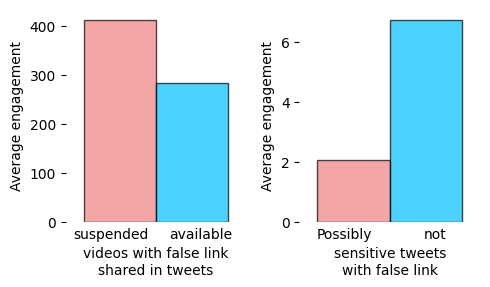 Average engagement
400
300
200
100
0
suspended available
videos with false link
shared in tweets
Average engagement
6
4
2
0
Possibly not
sensitive tweets
with false link